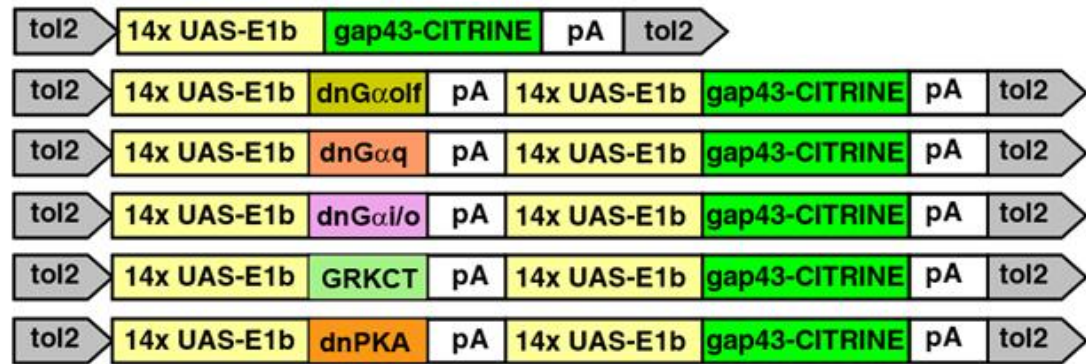 tol2 14x UAS-E1b gap43-CITRINE pA tol2
tol2 14x UAS-E1b dnGαolf pA 14x UAS-E1b gap43-CITRINE pA tol2
tol2 14x UAS-E1b dnGαq pA 14x UAS-E1b gap43-CITRINE pA tol2
tol2 14x UAS-E1b dnGαi/o pA 14x UAS-E1b gap43-CITRINE pA tol2
tol2 14x UAS-E1b GRKCT pA 14x UAS-E1b gap43-CITRINE pA tol2
tol2 14x UAS-E1b dnPKA pA 14x UAS-E1b gap43-CITRINE pA tol2